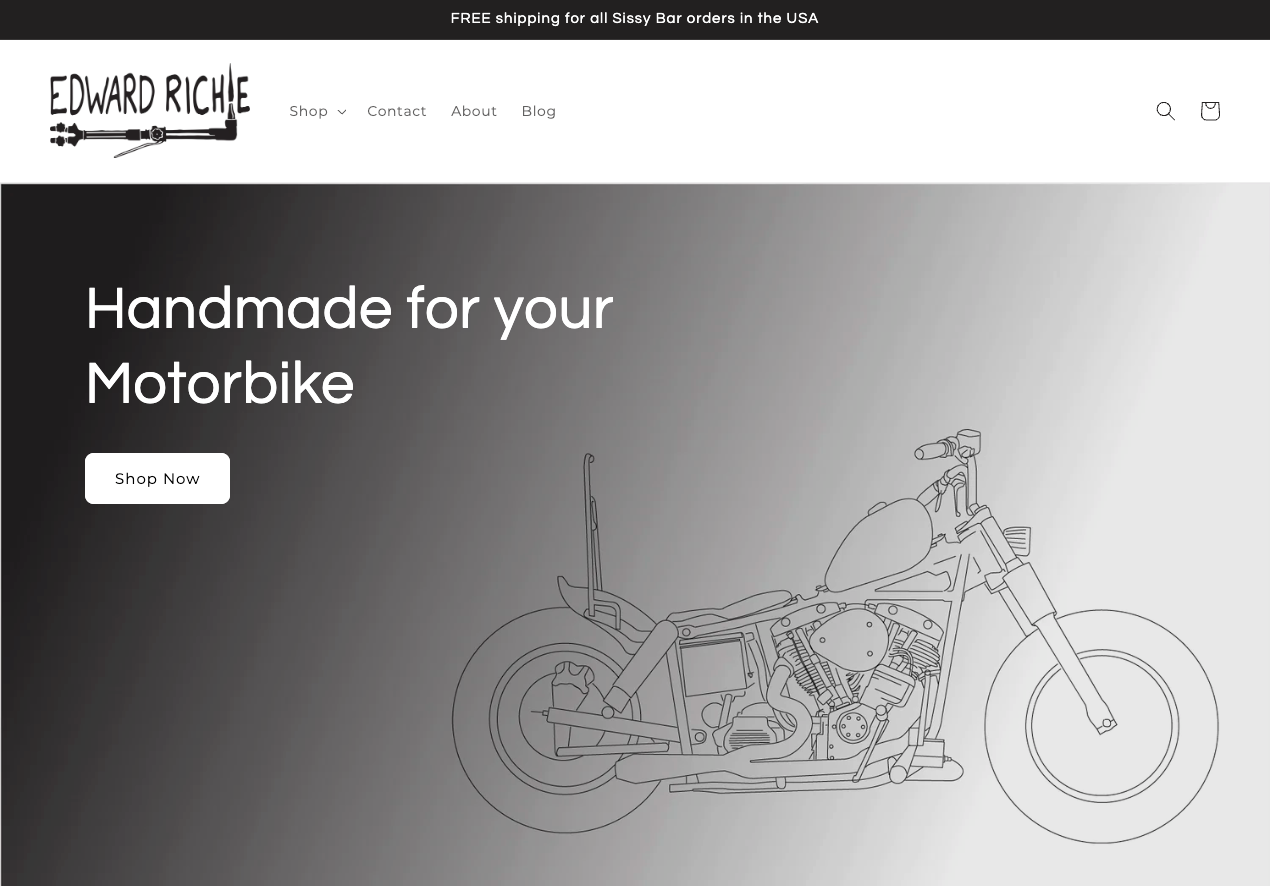 FREE shipping for all Sissy Bar orders in the USA
EDWARD RICHIE
Shop
Contact
About
Blog
Handmade for your
Motorbike
Shop Now